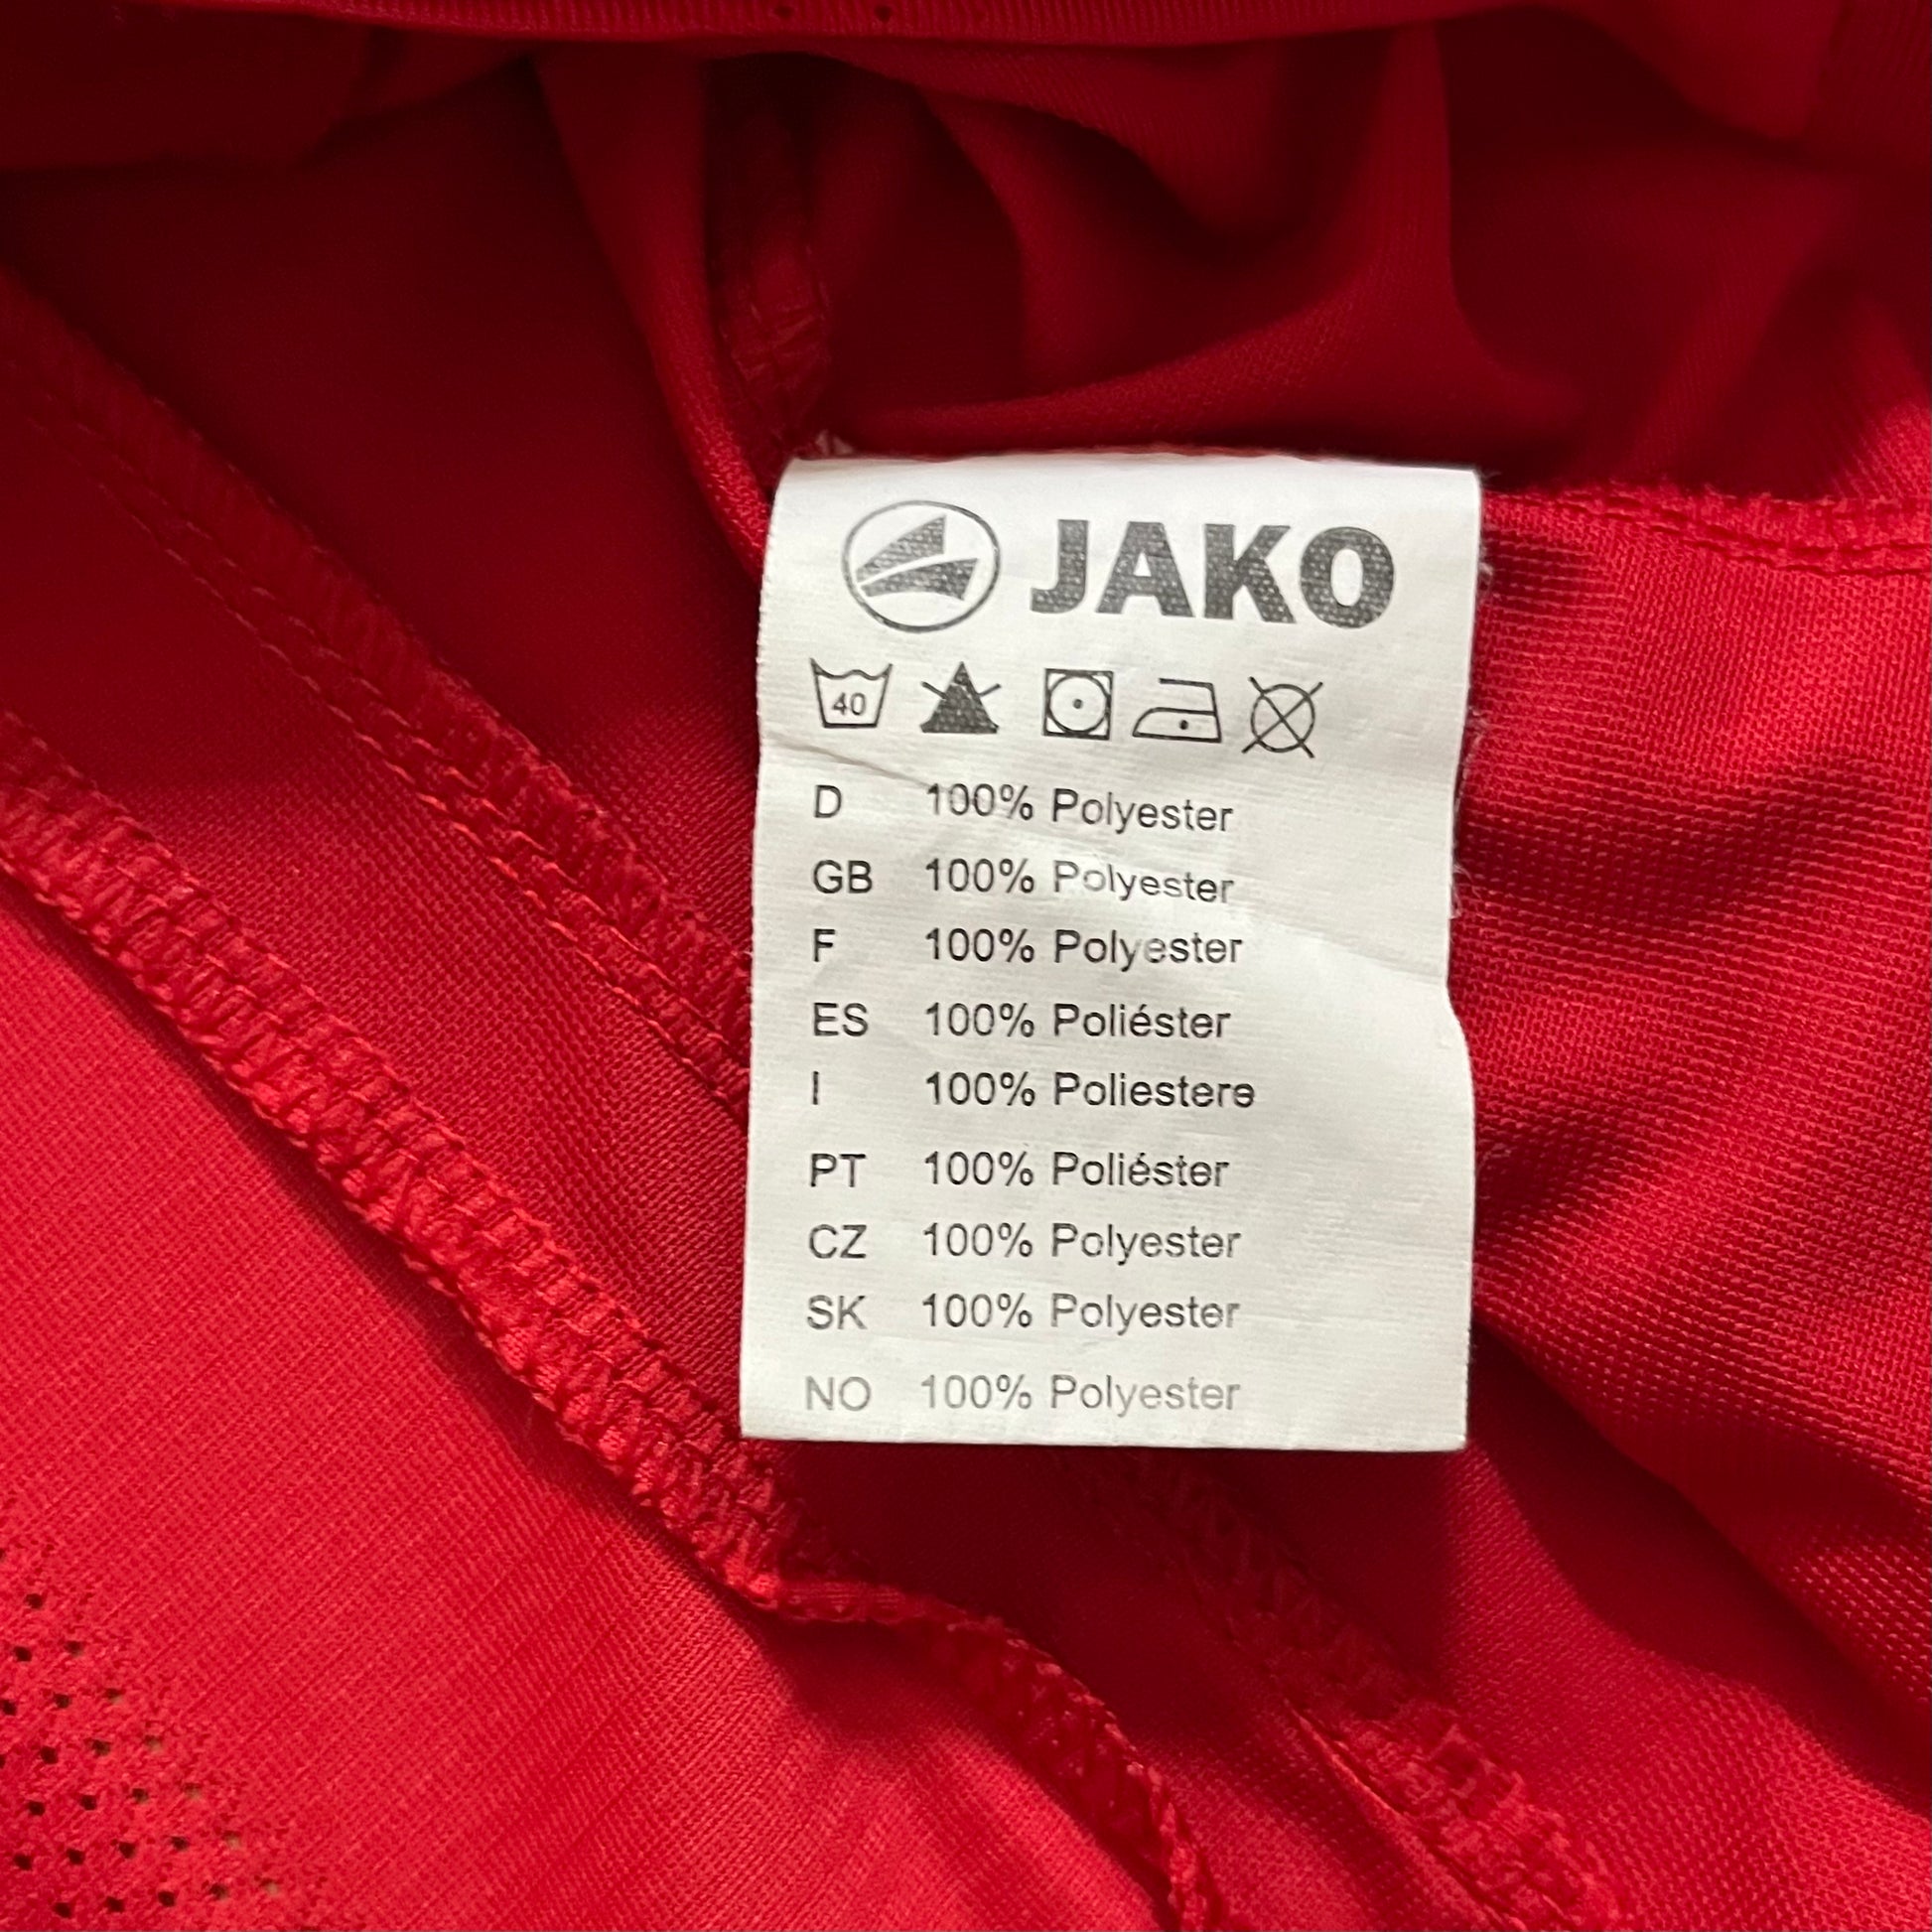 JAKO
40
D 100% Polyester
GB 100% Polyester
F 100% Polyester
ES 100% Poliéster
I 100% Poliestere
PT 100% Poliéster
CZ 100% Polyester
SK 100% Polyester
NO 100% Polyester